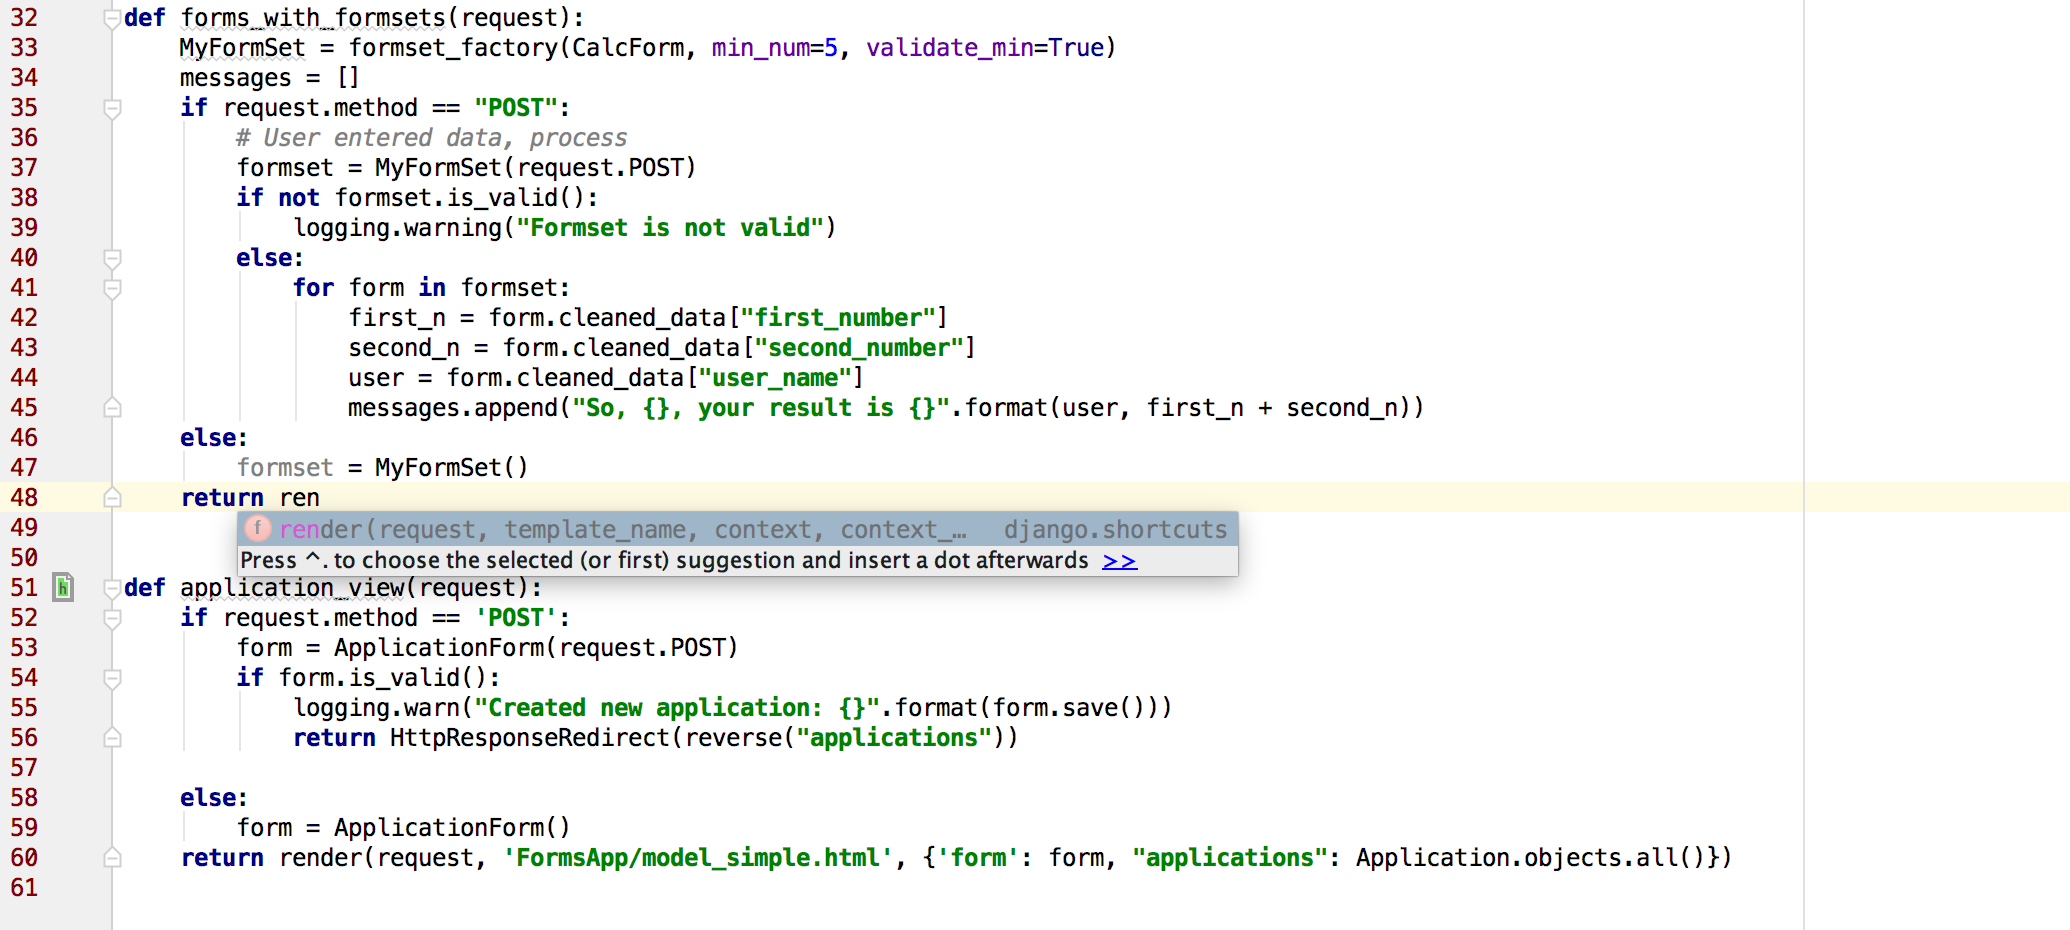 32 def forms_with_formsets(request):
33     MyFormSet = formset_factory(CalcForm, min_num=5, validate_min=True)
34     messages = []
35     if request.method == "POST":
36         # User entered data, process
37         formset = MyFormSet(request.POST)
38         if not formset.is_valid():
39             logging.warning("Formset is not valid")
40         else:
41             for form in formset:
42                 first_n = form.cleaned_data["first_number"]
43                 second_n = form.cleaned_data["second_number"]
44                 user = form.cleaned_data["user_name"]
45                 messages.append("So, {}, your result is {}".format(user, first_n + second_n))
46     else:
47         formset = MyFormSet()
48     return ren
49 f render(request, template_name, context, context_… django.shortcuts
50 Press ^. to choose the selected (or first) suggestion and insert a dot afterwards >>
51 h def application_view(request):
52     if request.method == 'POST':
53         form = ApplicationForm(request.POST)
54         if form.is_valid():
55             logging.warn("Created new application: {}".format(form.save()))
56             return HttpResponseRedirect(reverse("applications"))
57
58     else:
59         form = ApplicationForm()
60     return render(request, 'FormsApp/model_simple.html', {'form': form, "applications": Application.objects.all()})
61